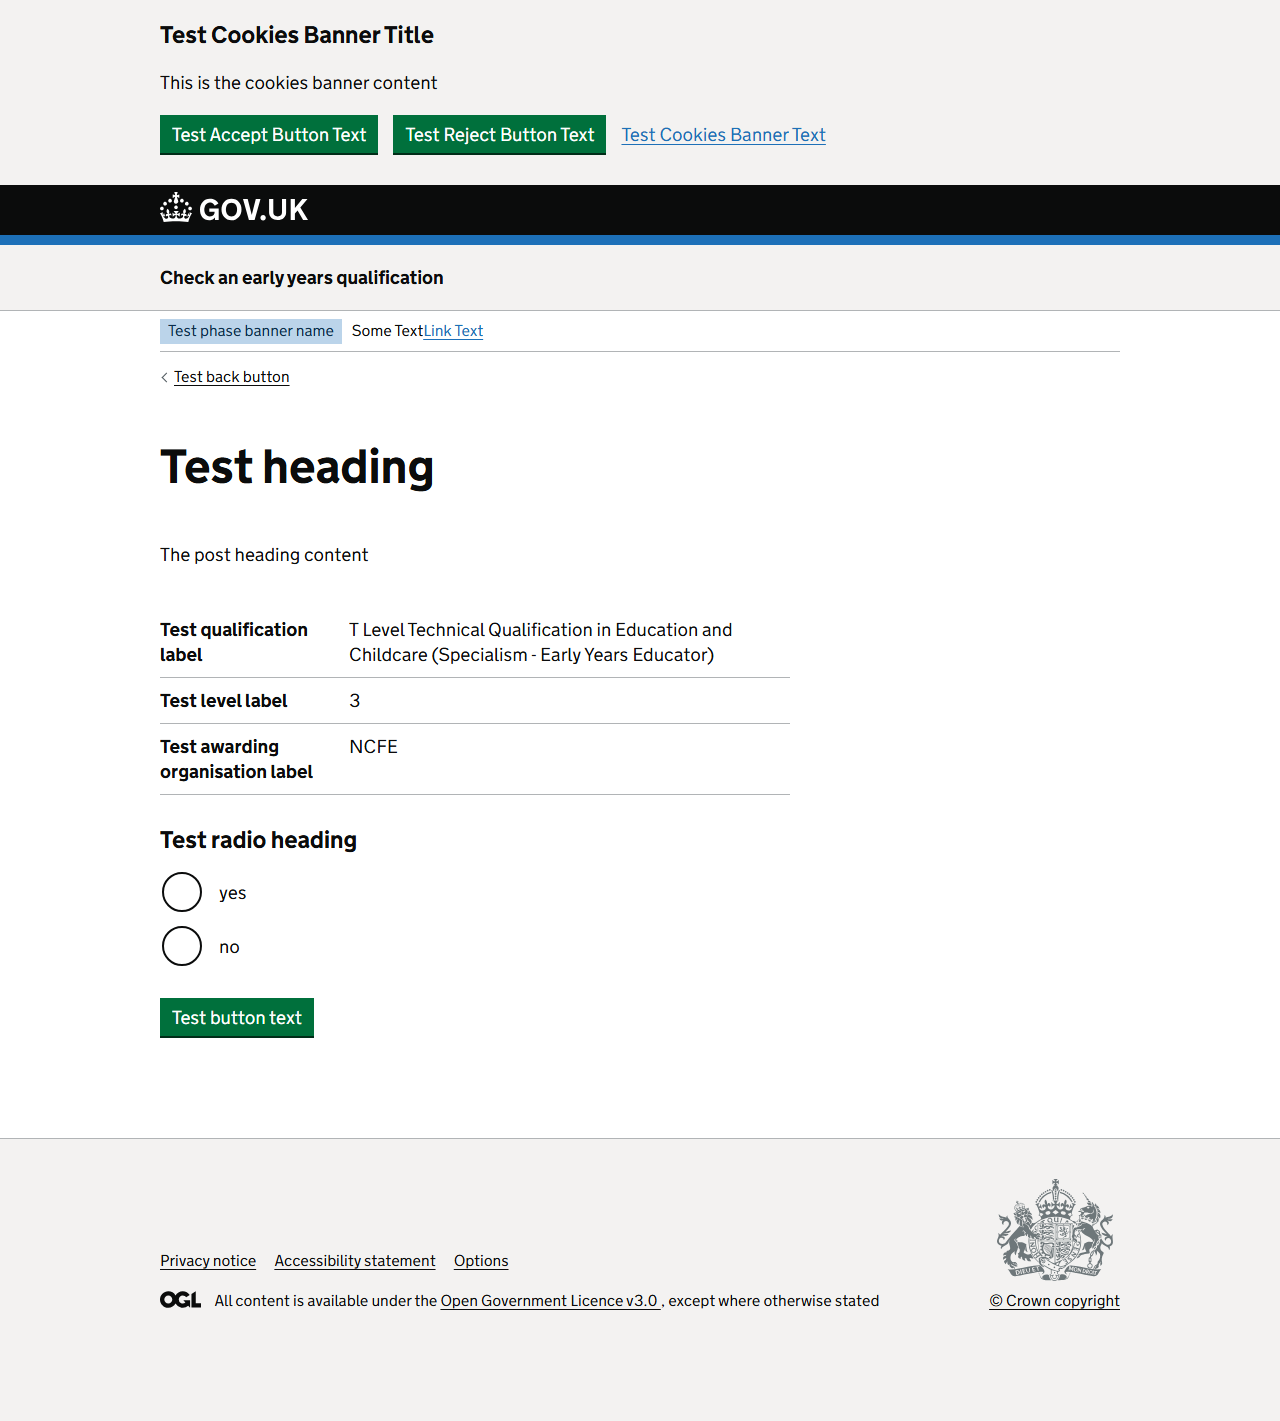 Test Cookies Banner Title
This is the cookies banner content
Test Accept Button Text Test Reject Button Text Test Cookies Banner Text
GOV.UK
Check an early years qualification
Test phase banner name Some TextLink Text
Test back button
Test heading
The post heading content
Test qualification label T Level Technical Qualification in Education and
Childcare (Specialism - Early Years Educator)
Test level label 3
Test awarding organisation label NCFE
Test radio heading
yes
no
Test button text
Privacy notice Accessibility statement Options
OGL All content is available under the Open Government Licence v3.0 , except where otherwise stated
© Crown copyright